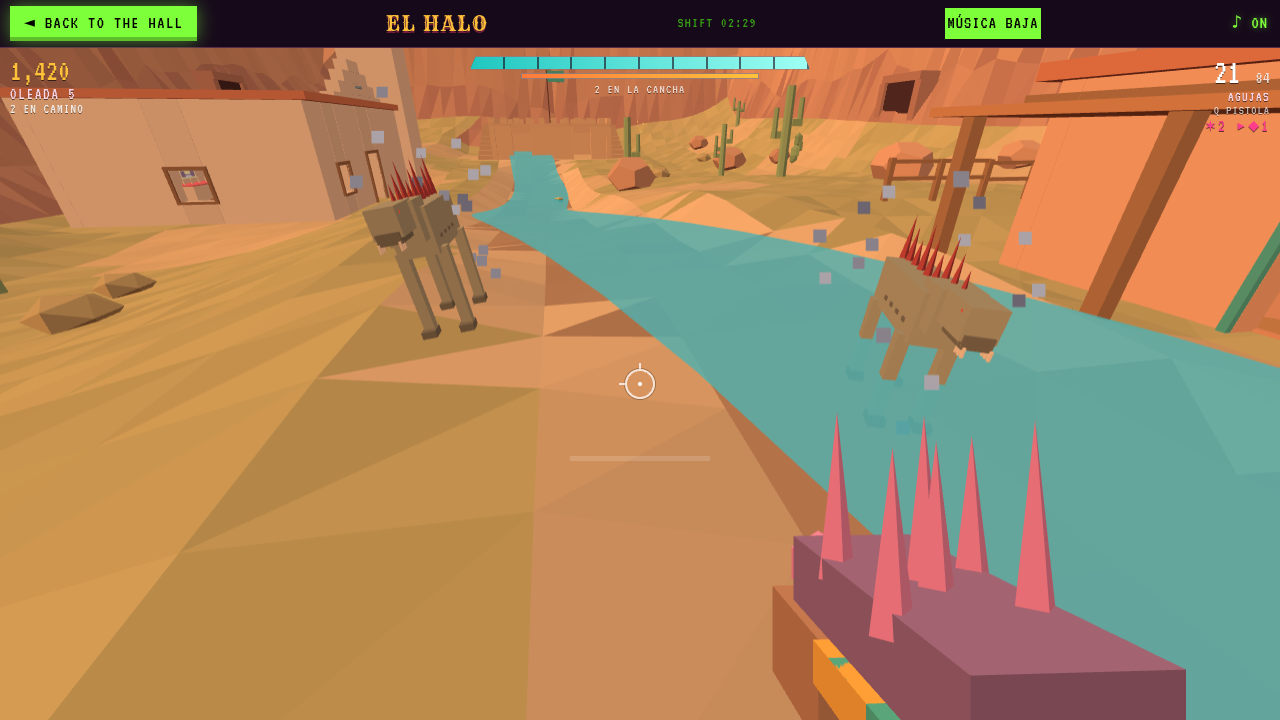 ◄ BACK TO THE HALL
EL HALO
SHIFT 02:29
MÚSICA BAJA
♪ ON
1,420
OLEADA 5
2 EN CAMINO
2 EN LA CANCHA
21 84
AGUJAS
Q PISTOLA
✶2 ►◆1